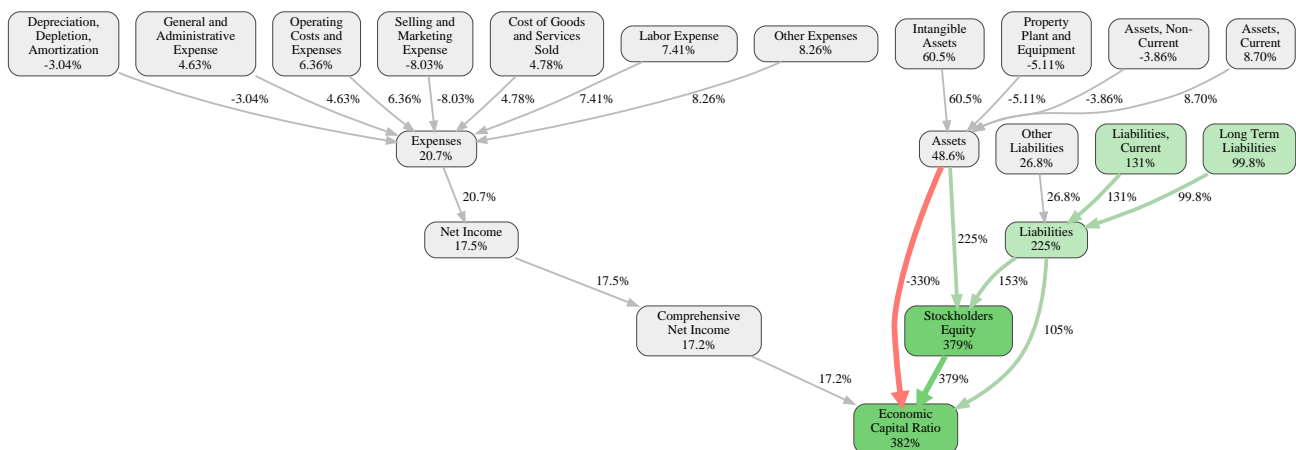 Depreciation,
Depletion,
Amortization
-3.04%
General and
Administrative
Expense
4.63%
Operating
Costs and
Expenses
6.36%
Selling and
Marketing
Expense
-8.03%
Cost of Goods
and Services
Sold
4.78%
Labor Expense
7.41%
Other Expenses
8.26%
Intangible
Assets
60.5%
Property
Plant and
Equipment
-5.11%
Assets, Non-
Current
-3.86%
Assets,
Current
8.70%
-3.04%
4.63%
6.36%
-8.03%
4.78%
7.41%
8.26%
60.5%
-5.11%
-3.86%
8.70%
Expenses
20.7%
Assets
48.6%
Other
Liabilities
26.8%
Liabilities,
Current
131%
Long Term
Liabilities
99.8%
20.7%
26.8%
131%
99.8%
Net Income
17.5%
225%
Liabilities
225%
17.5%
-330%
153%
Comprehensive
Net Income
17.2%
Stockholders
Equity
379%
105%
17.2%
379%
Economic
Capital Ratio
382%